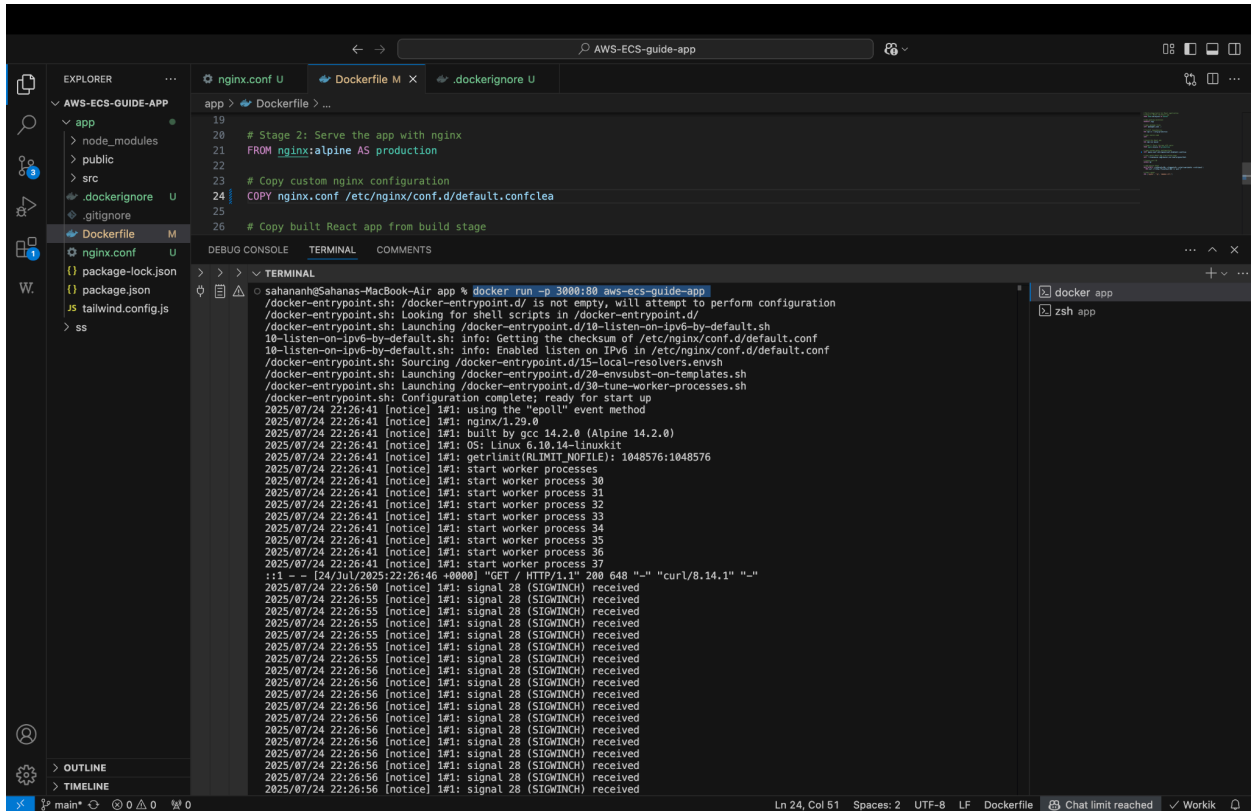 AWS-ECS-guide-app
EXPLORER
AWS-ECS-GUIDE-APP
app
node_modules
public
src
.dockerignore U
.gitignore
Dockerfile M
nginx.conf U
package-lock.json
package.json
JS tailwind.config.js
ss
OUTLINE
TIMELINE
3
1
W.
nginx.conf U
Dockerfile M
.dockerignore U
app > Dockerfile > ...
19
20 # Stage 2: Serve the app with nginx
21 FROM nginx:alpine AS production
22
23 # Copy custom nginx configuration
24 COPY nginx.conf /etc/nginx/conf.d/default.confclea
25
26 # Copy built React app from build stage
DEBUG CONSOLE TERMINAL COMMENTS
TERMINAL
sahananh@Sahanas-MacBook-Air app % docker run -p 3000:80 aws-ecs-guide-app
/docker-entrypoint.sh: /docker-entrypoint.d/ is not empty, will attempt to perform configuration
/docker-entrypoint.sh: Looking for shell scripts in /docker-entrypoint.d/
/docker-entrypoint.sh: Launching /docker-entrypoint.d/10-listen-on-ipv6-by-default.sh
10-listen-on-ipv6-by-default.sh: info: Getting the checksum of /etc/nginx/conf.d/default.conf
10-listen-on-ipv6-by-default.sh: info: Enabled listen on IPv6 in /etc/nginx/conf.d/default.conf
/docker-entrypoint.sh: Sourcing /docker-entrypoint.d/15-local-resolvers.envsh
/docker-entrypoint.sh: Launching /docker-entrypoint.d/20-envsubst-on-templates.sh
/docker-entrypoint.sh: Launching /docker-entrypoint.d/30-tune-worker-processes.sh
/docker-entrypoint.sh: Configuration complete; ready for start up
2025/07/24 22:26:41 [notice] 1#1: using the "epoll" event method
2025/07/24 22:26:41 [notice] 1#1: nginx/1.29.0
2025/07/24 22:26:41 [notice] 1#1: built by gcc 14.2.0 (Alpine 14.2.0)
2025/07/24 22:26:41 [notice] 1#1: OS: Linux 6.10.14-linuxkit
2025/07/24 22:26:41 [notice] 1#1: getrlimit(RLIMIT_NOFILE): 1048576:1048576
2025/07/24 22:26:41 [notice] 1#1: start worker processes
2025/07/24 22:26:41 [notice] 1#1: start worker process 30
2025/07/24 22:26:41 [notice] 1#1: start worker process 31
2025/07/24 22:26:41 [notice] 1#1: start worker process 32
2025/07/24 22:26:41 [notice] 1#1: start worker process 33
2025/07/24 22:26:41 [notice] 1#1: start worker process 34
2025/07/24 22:26:41 [notice] 1#1: start worker process 35
2025/07/24 22:26:41 [notice] 1#1: start worker process 36
2025/07/24 22:26:41 [notice] 1#1: start worker process 37
::1 - - [24/Jul/2025:22:26:46 +0000] "GET / HTTP/1.1" 200 648 "-" "curl/8.14.1" "-"
2025/07/24 22:26:50 [notice] 1#1: signal 28 (SIGWINCH) received
2025/07/24 22:26:55 [notice] 1#1: signal 28 (SIGWINCH) received
2025/07/24 22:26:55 [notice] 1#1: signal 28 (SIGWINCH) received
2025/07/24 22:26:55 [notice] 1#1: signal 28 (SIGWINCH) received
2025/07/24 22:26:55 [notice] 1#1: signal 28 (SIGWINCH) received
2025/07/24 22:26:55 [notice] 1#1: signal 28 (SIGWINCH) received
2025/07/24 22:26:55 [notice] 1#1: signal 28 (SIGWINCH) received
2025/07/24 22:26:56 [notice] 1#1: signal 28 (SIGWINCH) received
2025/07/24 22:26:56 [notice] 1#1: signal 28 (SIGWINCH) received
2025/07/24 22:26:56 [notice] 1#1: signal 28 (SIGWINCH) received
2025/07/24 22:26:56 [notice] 1#1: signal 28 (SIGWINCH) received
2025/07/24 22:26:56 [notice] 1#1: signal 28 (SIGWINCH) received
2025/07/24 22:26:56 [notice] 1#1: signal 28 (SIGWINCH) received
2025/07/24 22:26:56 [notice] 1#1: signal 28 (SIGWINCH) received
2025/07/24 22:26:56 [notice] 1#1: signal 28 (SIGWINCH) received
2025/07/24 22:26:56 [notice] 1#1: signal 28 (SIGWINCH) received
2025/07/24 22:26:56 [notice] 1#1: signal 28 (SIGWINCH) received
2025/07/24 22:26:56 [notice] 1#1: signal 28 (SIGWINCH) received
docker app
zsh app
main* 0 0 0
Ln 24, Col 51 Spaces: 2 UTF-8 LF Dockerfile Chat limit reached Workik